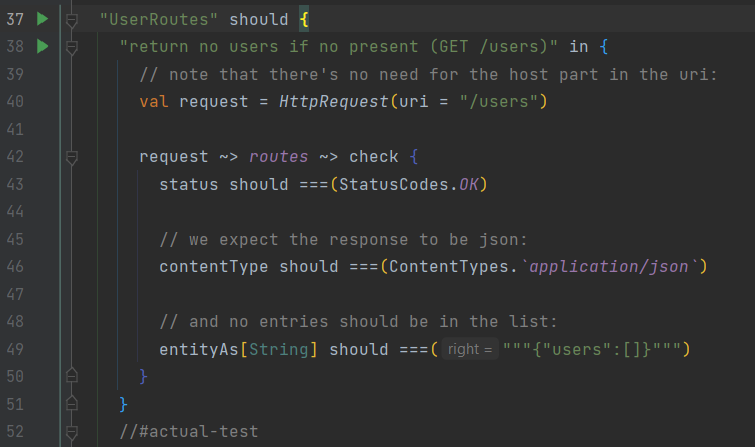 37 "UserRoutes" should {
38 "return no users if no present (GET /users)" in {
39 // note that there's no need for the host part in the uri:
40 val request = HttpRequest(uri = "/users")
41
42 request ~> routes ~> check {
43 status should ===(StatusCodes.OK)
44
45 // we expect the response to be json:
46 contentType should ===(ContentTypes.`application/json`)
47
48 // and no entries should be in the list:
49 entityAs[String] should ===( right = """{"users":[]}""")
50 }
51 }
52 //#actual-test